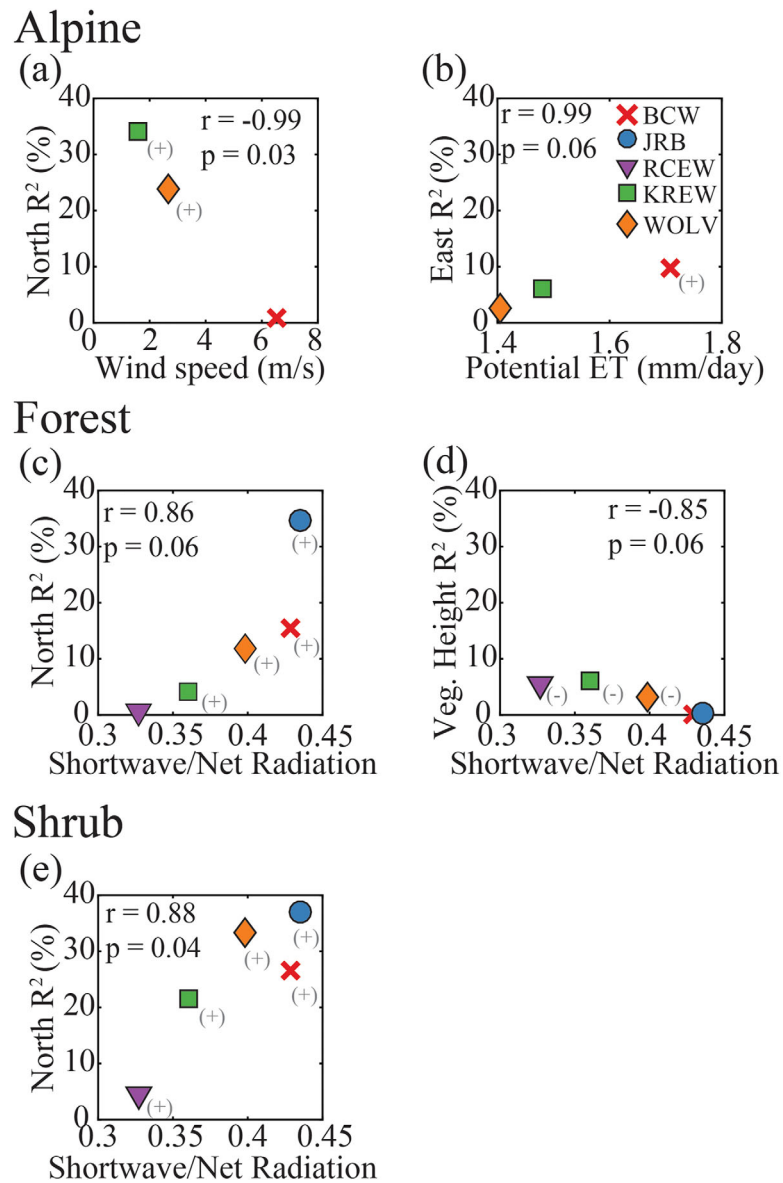 Alpine
(a)
40
30
20
10
0
North R² (%)
r = -0.99
p = 0.03
(+)
(+)
0 2 4 6 8
Wind speed (m/s)
(b)
40
30
20
10
0
East R² (%)
r = 0.99
p = 0.06
BCW
JRB
RCEW
KREW
WOLV
(+)
1.4 1.6 1.8
Potential ET (mm/day)
Forest
(c)
40
30
20
10
0
North R² (%)
r = 0.86
p = 0.06
(+)
(+)
(+)
(+)
0.3 0.35 0.4 0.45
Shortwave/Net Radiation
(d)
40
30
20
10
0
Veg. Height R² (%)
r = -0.85
p = 0.06
(-) (-) (-)
0.3 0.35 0.4 0.45
Shortwave/Net Radiation
Shrub
(e)
40
30
20
10
0
North R² (%)
r = 0.88
p = 0.04
(+)
(+)
(+)
(+)
(+)
0.3 0.35 0.4 0.45
Shortwave/Net Radiation